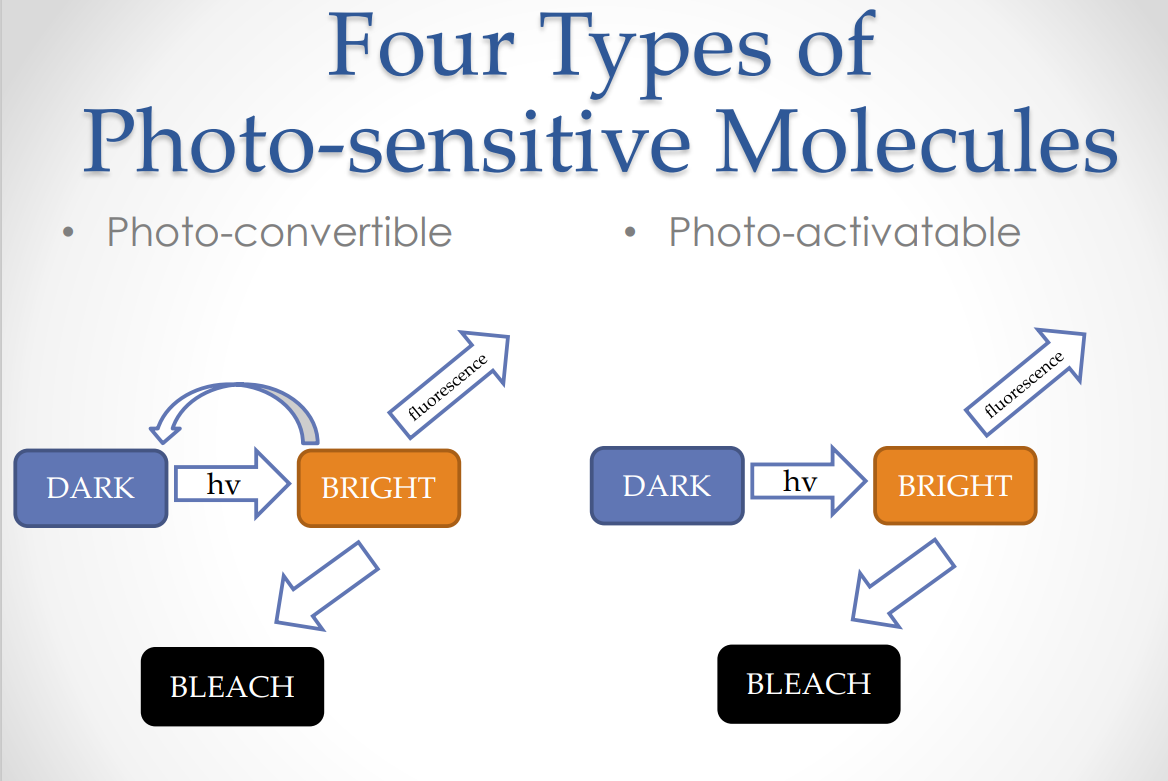 Four Types of
Photo-sensitive Molecules
• Photo-convertible
• Photo-activatable
fluorescence
DARK
hv
BRIGHT
BLEACH
fluorescence
DARK
hv
BRIGHT
BLEACH